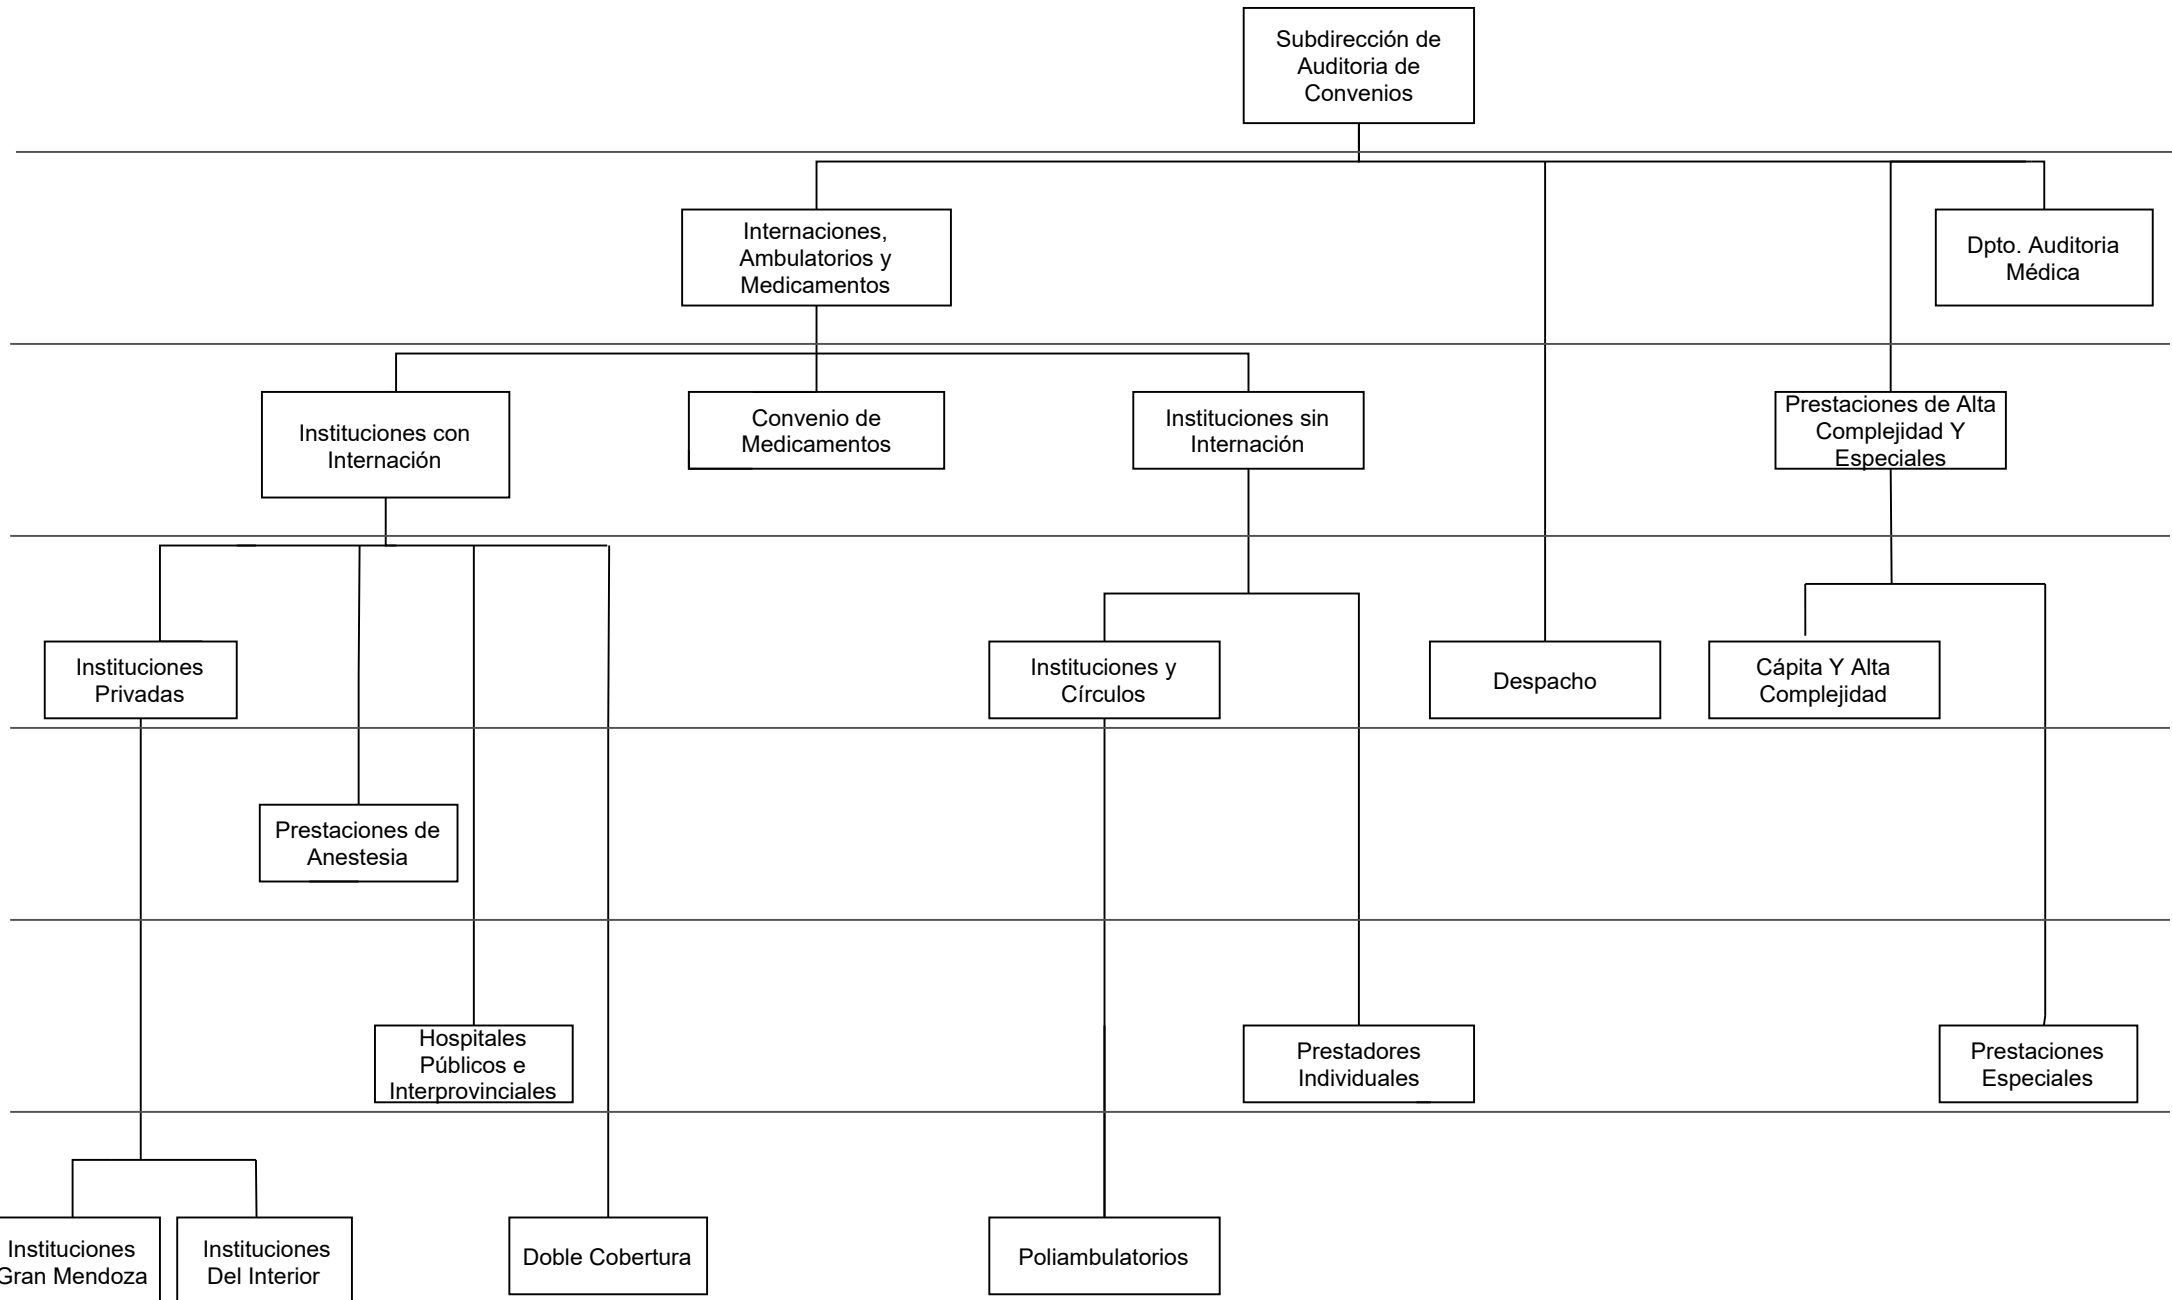 Subdirección de
Auditoria de
Convenios
Internaciones,
Ambulatorios y
Medicamentos
Dpto. Auditoria
Médica
Instituciones con
Internación
Convenio de
Medicamentos
Instituciones sin
Internación
Prestaciones de Alta
Complejidad Y
Especiales
Instituciones
Privadas
Instituciones y
Círculos
Despacho
Cápita Y Alta
Complejidad
Prestaciones de
Anestesia
Hospitales
Públicos e
Interprovinciales
Prestadores
Individuales
Prestaciones
Especiales
Instituciones
Gran Mendoza
Instituciones
Del Interior
Doble Cobertura
Poliambulatorios